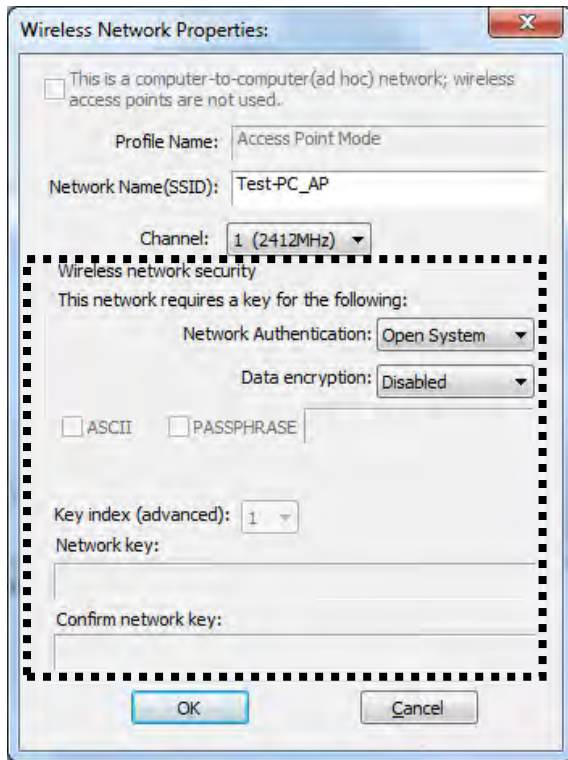 Wireless Network Properties:
This is a computer-to-computer(ad hoc) network; wireless
access points are not used.
Profile Name: Access Point Mode
Network Name(SSID): Test-PC_AP
Channel: 1 (2412MHz)
Wireless network security
This network requires a key for the following:
Network Authentication: Open System
Data encryption: Disabled
ASCII PASSPHRASE
Key index (advanced): 1
Network key:
Confirm network key:
OK Cancel